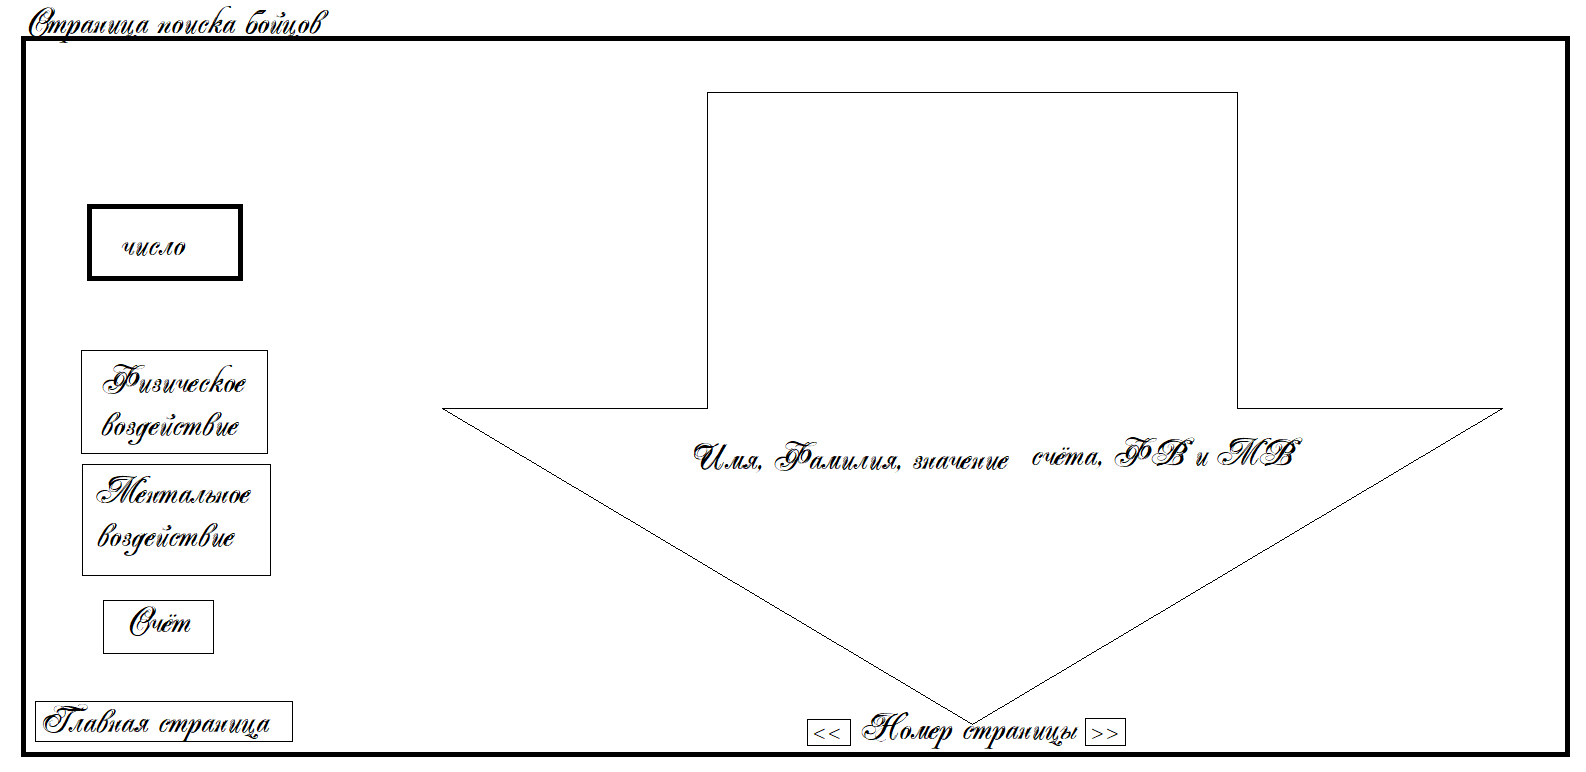 Страница поиска бойцов
число
Физическое
воздействие
Ментальное
воздействие
Счёт
Главная страница
Имя, Фамилия, значение счёта, ФВ и МВ
<< Номер страницы >>